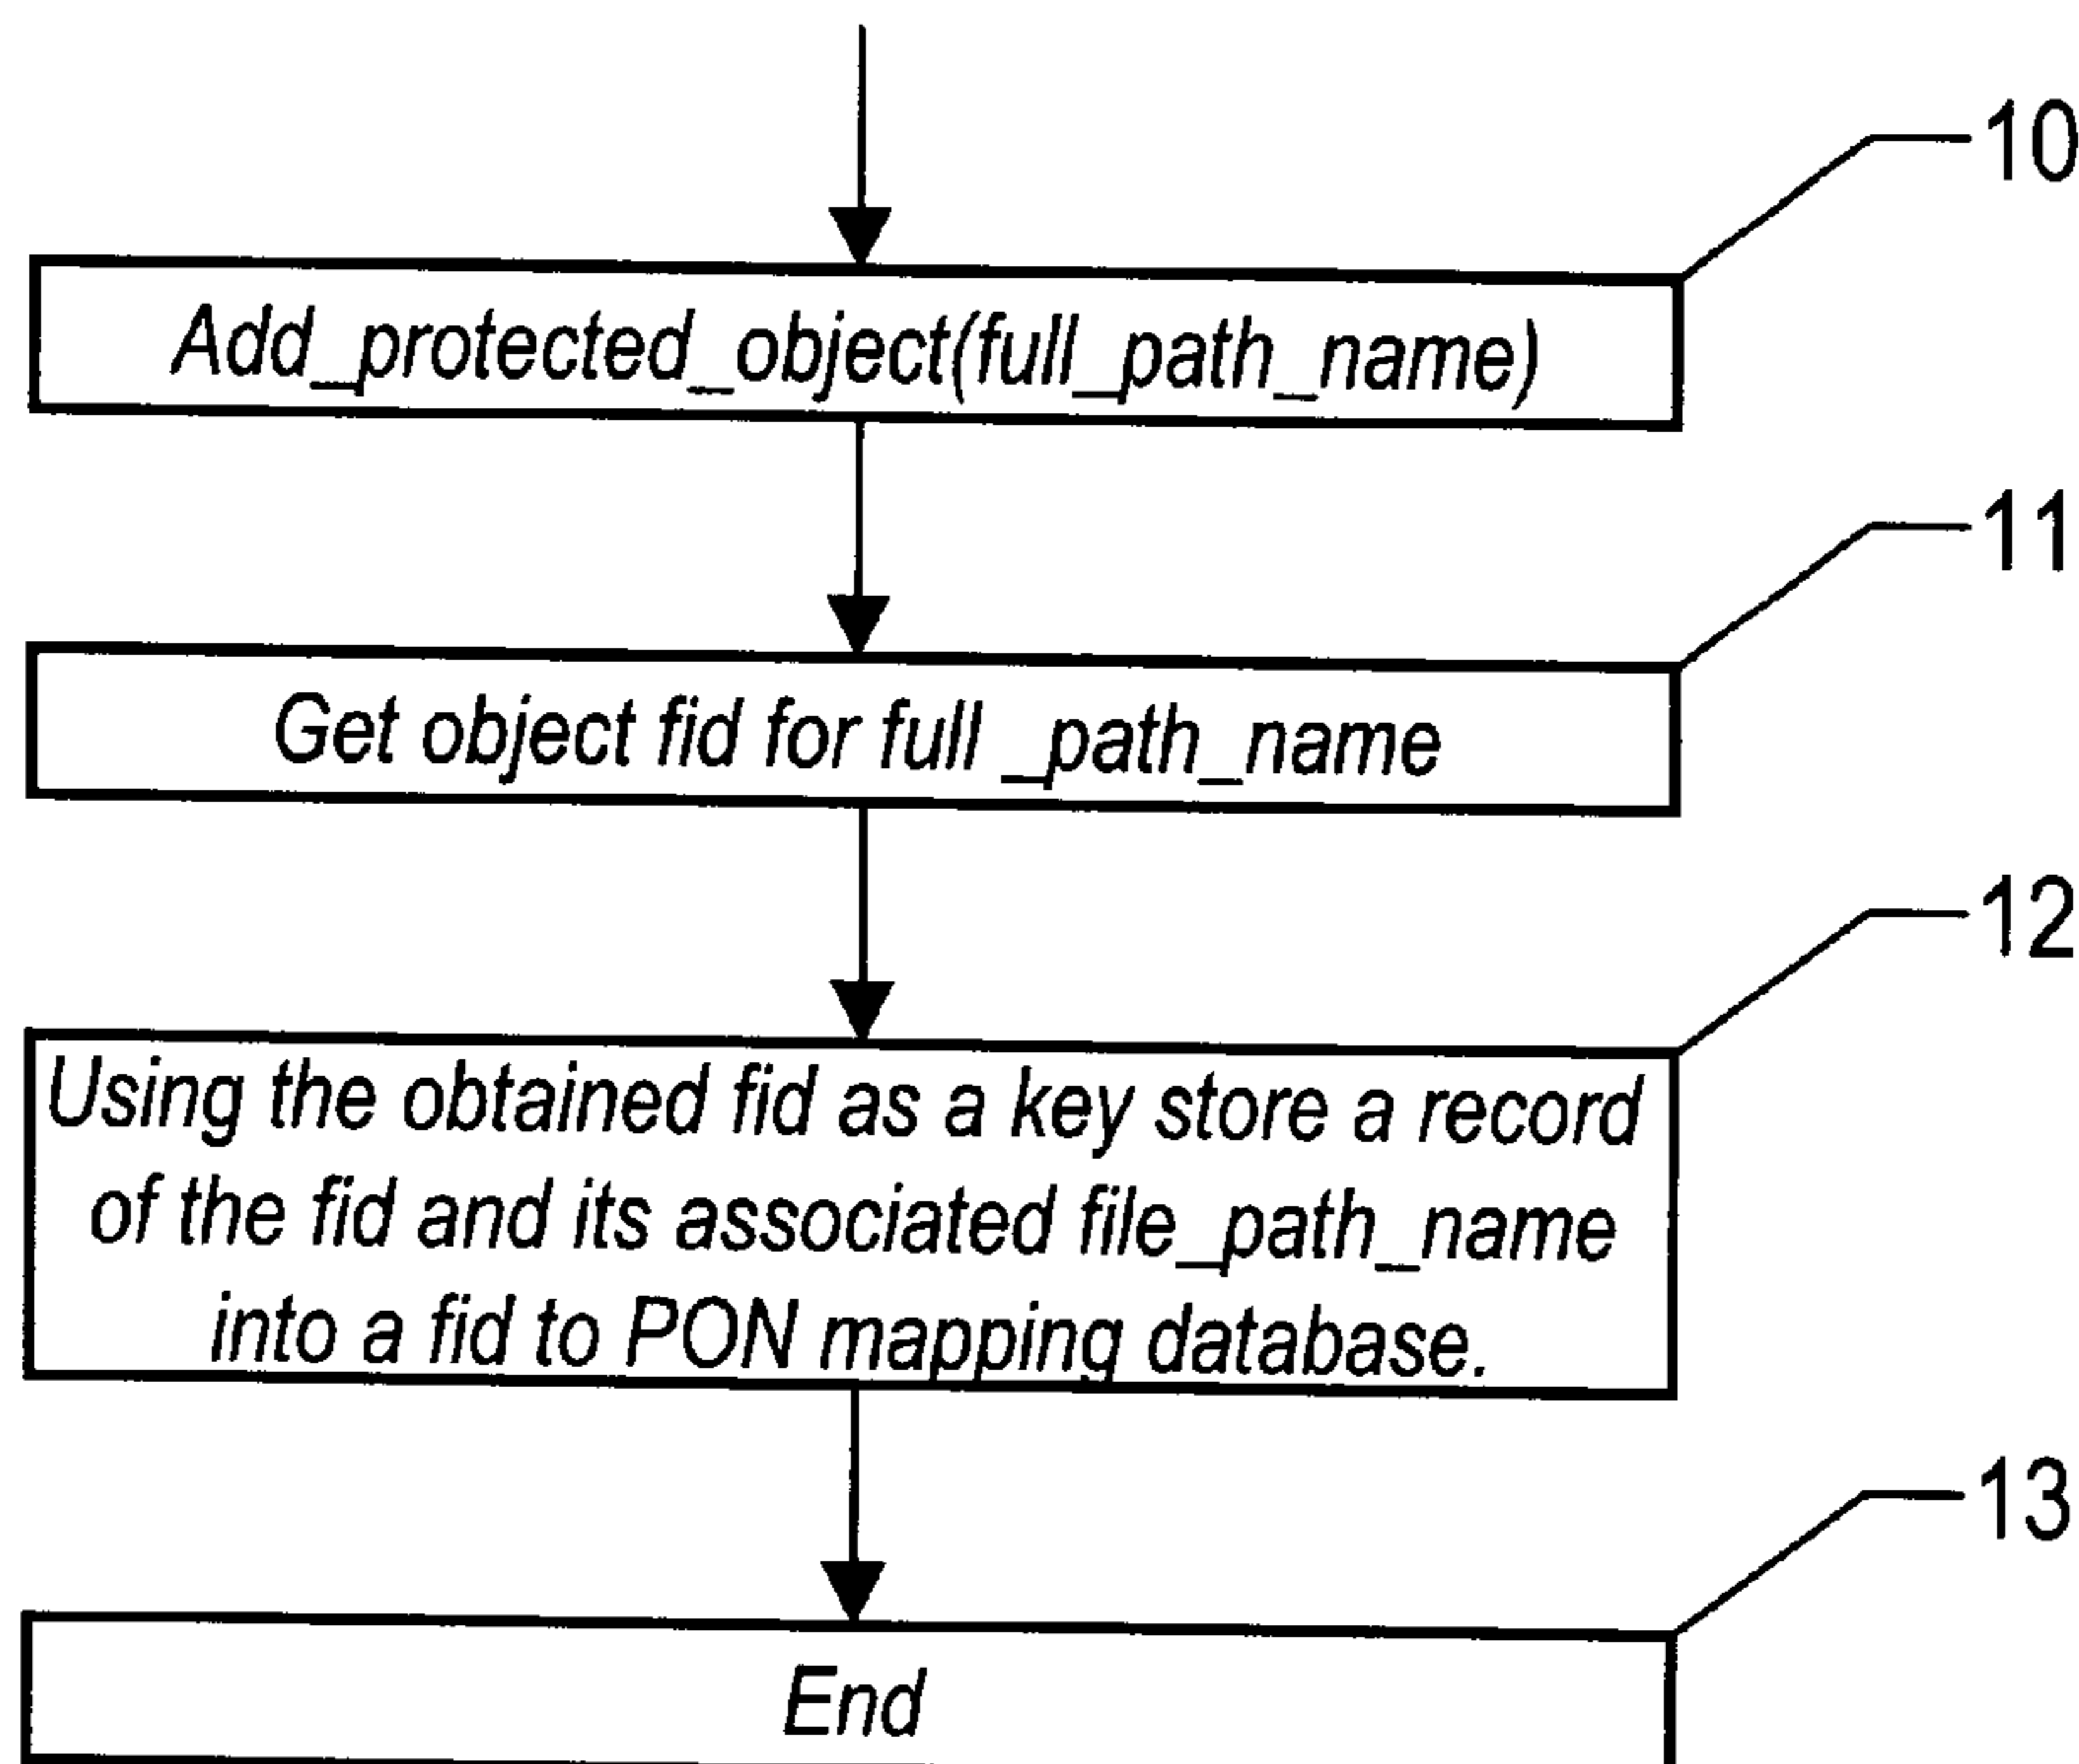 10
Add_protected_object(full_path_name)
11
Get object fid for full _path_name
12
Using the obtained fid as a key store a record
of the fid and its associated file_path_name
into a fid to PON mapping database.
13
End